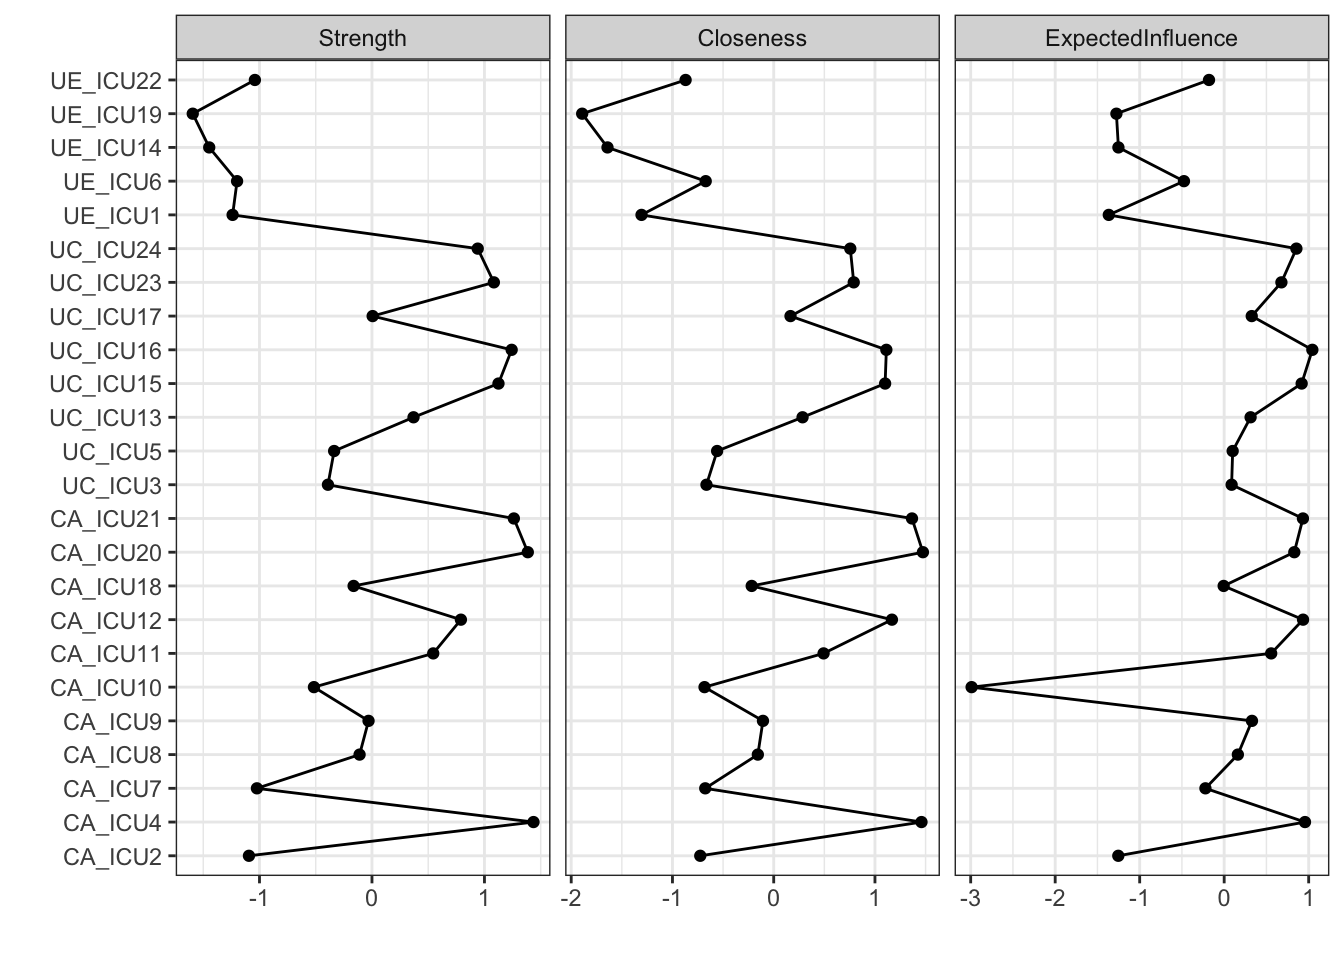 Strength Closeness ExpectedInfluence
UE_ICU22
UE_ICU19
UE_ICU14
UE_ICU6
UE_ICU1
UC_ICU24
UC_ICU23
UC_ICU17
UC_ICU16
UC_ICU15
UC_ICU13
UC_ICU5
UC_ICU3
CA_ICU21
CA_ICU20
CA_ICU18
CA_ICU12
CA_ICU11
CA_ICU10
CA_ICU9
CA_ICU8
CA_ICU7
CA_ICU4
CA_ICU2
-1 0 1 -2 -1 0 1 -3 -2 -1 0 1